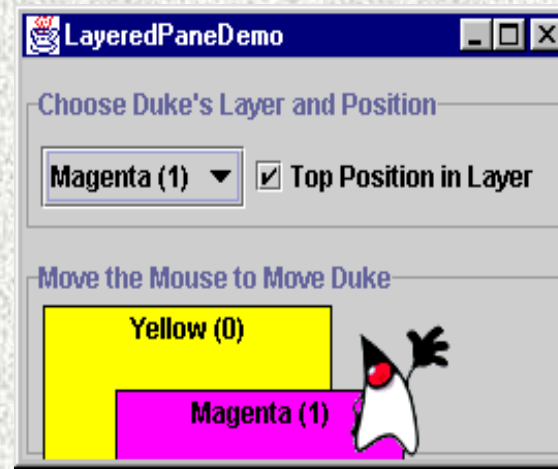 LayeredPaneDemo
Choose Duke's Layer and Position
Magenta (1) Top Position in Layer
Move the Mouse to Move Duke
Yellow (0)
Magenta (1)